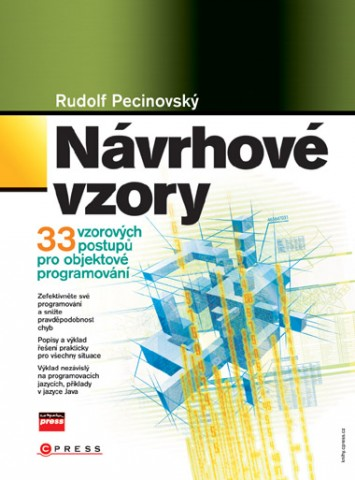 Rudolf Pecinovský
Návrhové
vzory
33 vzorových
postupů
pro objektové
programování
Zefektivněte své
programování
a snižte
pravděpodobnost
chyb
Popisy a výklad
řešení prakticky
pro všechny situace
Výklad nezávislý
na programovacích
jazycích, příklady
v jazyce Java
computer
press
CPRESS
knihy.cpress.cz